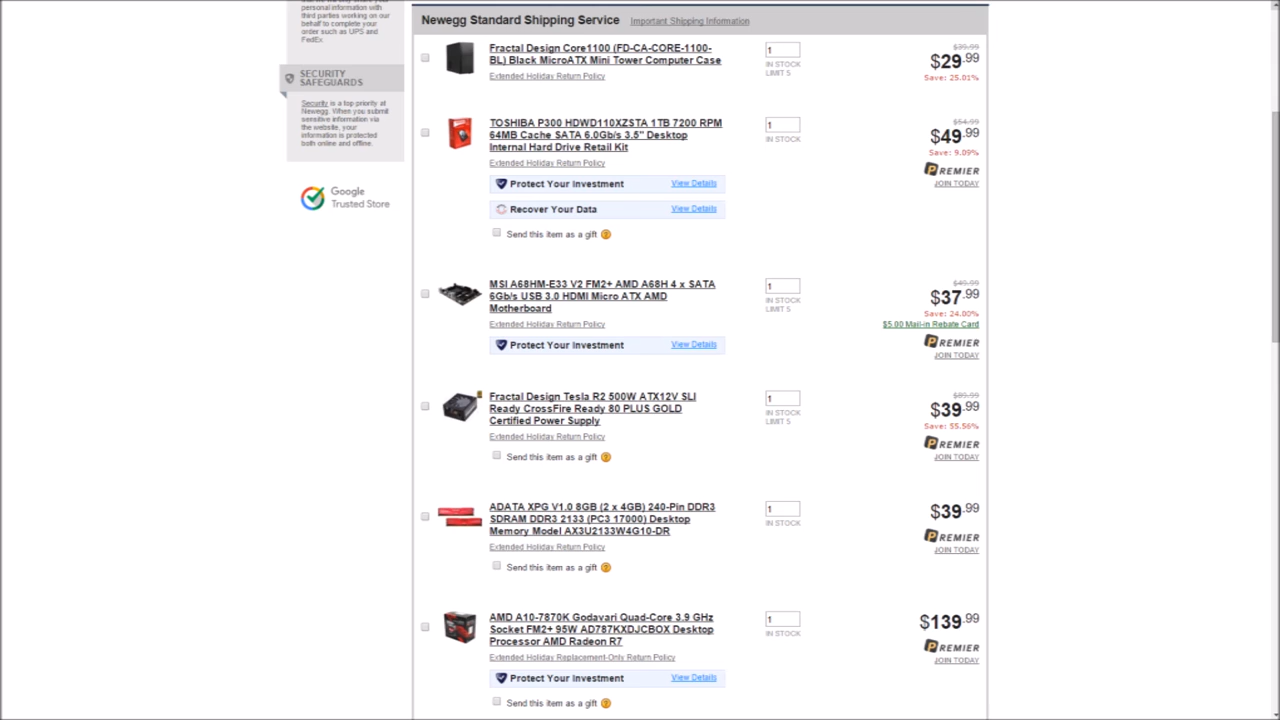 personal information with
third parties working on our
behalf to complete your
order such as UPS and
FedEx.
SECURITY
SAFEGUARDS
Security is a top priority at
Newegg. When you submit
sensitive information via
the website, your
information is protected
both online and offline.
Google
Trusted Store
Newegg Standard Shipping Service Important Shipping Information
Fractal Design Core1100 (FD-CA-CORE-1100-
BL) Black MicroATX Mini Tower Computer Case
Extended Holiday Return Policy
1
IN STOCK
LIMIT 5
$39.99
$29.99
Save: 25.01%
TOSHIBA P300 HDWD110XZSTA 1TB 7200 RPM
64MB Cache SATA 6.0Gb/s 3.5" Desktop
Internal Hard Drive Retail Kit
Extended Holiday Return Policy
Protect Your Investment View Details
Recover Your Data View Details
Send this item as a gift ?
1
IN STOCK
$54.99
$49.99
Save: 9.09%
PREMIER
JOIN TODAY
MSI A68HM-E33 V2 FM2+ AMD A68H 4 x SATA
6Gb/s USB 3.0 HDMI Micro ATX AMD
Motherboard
Extended Holiday Return Policy
Protect Your Investment View Details
1
IN STOCK
LIMIT 5
$49.99
$37.99
Save: 24.00%
$5.00 Mail-in Rebate Card
PREMIER
JOIN TODAY
Fractal Design Tesla R2 500W ATX12V SLI
Ready CrossFire Ready 80 PLUS GOLD
Certified Power Supply
Extended Holiday Return Policy
Send this item as a gift ?
1
IN STOCK
LIMIT 5
$89.99
$39.99
Save: 55.56%
PREMIER
JOIN TODAY
ADATA XPG V1.0 8GB (2 x 4GB) 240-Pin DDR3
SDRAM DDR3 2133 (PC3 17000) Desktop
Memory Model AX3U2133W4G10-DR
Extended Holiday Return Policy
Send this item as a gift ?
1
IN STOCK
$39.99
PREMIER
JOIN TODAY
AMD A10-7870K Godavari Quad-Core 3.9 GHz
Socket FM2+ 95W AD787KXDJCBOX Desktop
Processor AMD Radeon R7
Extended Holiday Replacement-Only Return Policy
Protect Your Investment View Details
Send this item as a gift ?
1
IN STOCK
$139.99
PREMIER
JOIN TODAY